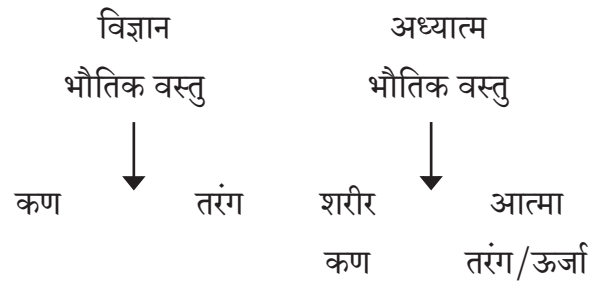 विज्ञान अध्यात्म
भौतिक वस्तु भौतिक वस्तु
कण तरंग शरीर आत्मा
कण तरंग/ऊर्जा